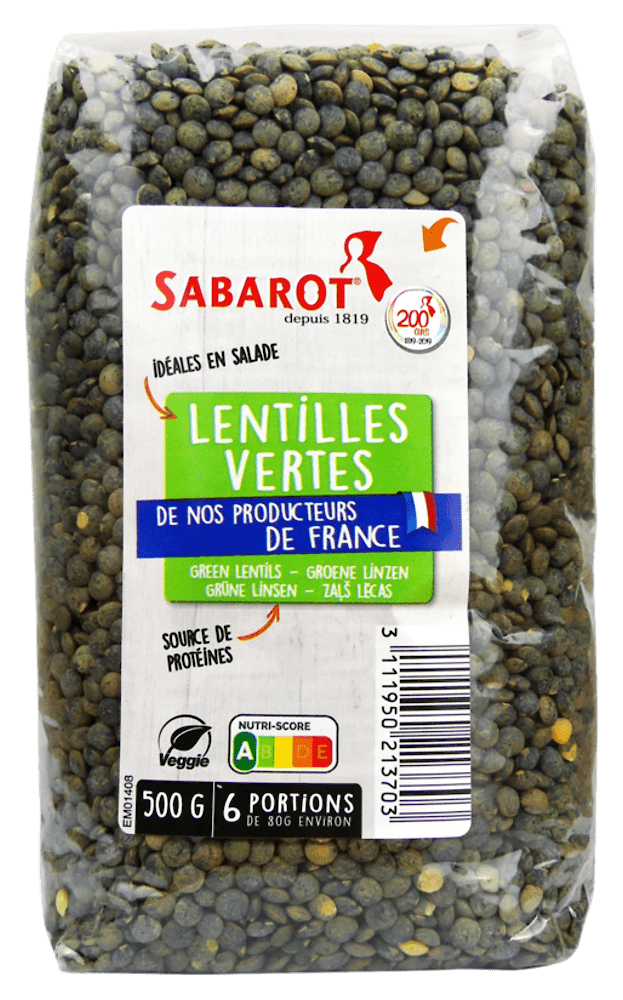 SABAROT®
depuis 1819
200
ans
1819-2019
IDÉALES EN SALADE
LENTILLES
VERTES
DE NOS PRODUCTEURS
DE FRANCE
GREEN LENTILS – GROENE LINZEN
GRÜNE LINSEN – ZAĻŠ LĒCAS
SOURCE DE
PROTÉINES
3 111950 213703
Veggie
NUTRI-SCORE
A B C D E
EM01408
500 G
6 PORTIONS
DE 80G ENVIRON